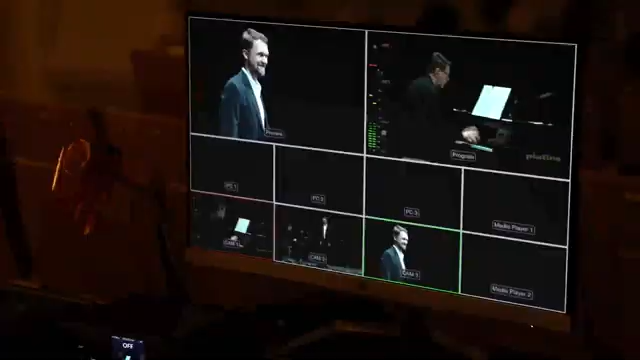 Preview
Program
PC 1
PC 2
PC 3
Media Player 1
CAM 1
CAM 2
CAM 3
Media Player 2
OFF